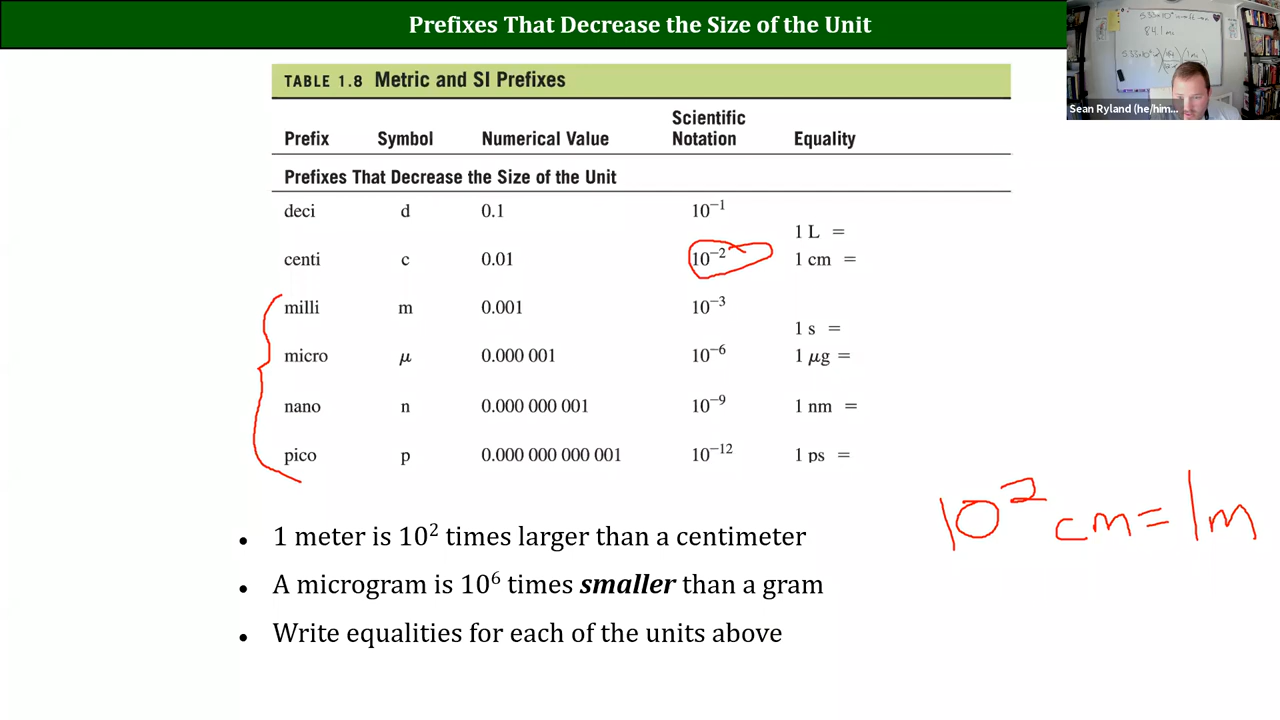 Prefixes That Decrease the Size of the Unit
TABLE 1.8 Metric and SI Prefixes
Prefix Symbol Numerical Value Scientific Notation Equality
Prefixes That Decrease the Size of the Unit
deci d 0.1 10⁻¹
1 L =
centi c 0.01 10⁻² 1 cm =
milli m 0.001 10⁻³
1 s =
micro μ 0.000 001 10⁻⁶ 1 μg =
nano n 0.000 000 001 10⁻⁹ 1 nm =
pico p 0.000 000 000 001 10⁻¹² 1 ps =
10² cm = 1m
• 1 meter is 10² times larger than a centimeter
• A microgram is 10⁶ times smaller than a gram
• Write equalities for each of the units above
Sean Ryland (he/him...
84.1 mi